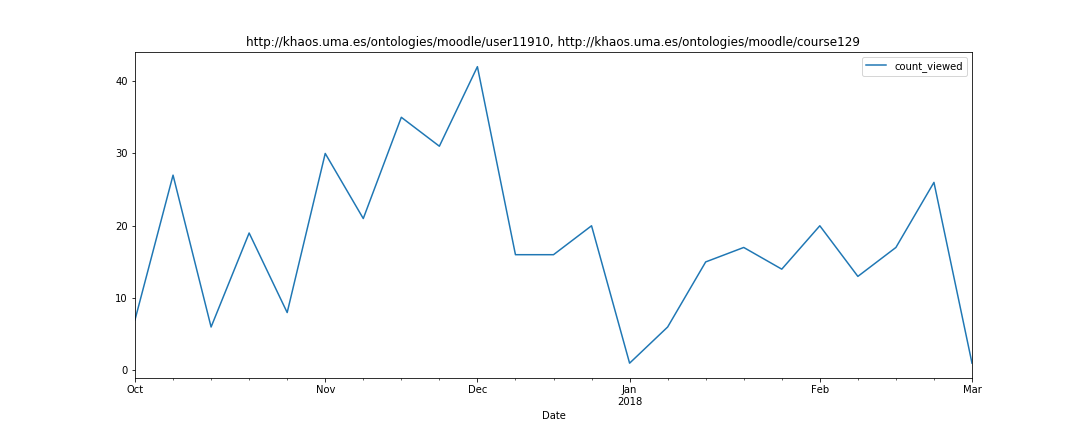 http://khaos.uma.es/ontologies/moodle/user11910, http://khaos.uma.es/ontologies/moodle/course129
count_viewed
40
30
20
10
0
Oct Nov Dec Jan Feb Mar
2018
Date